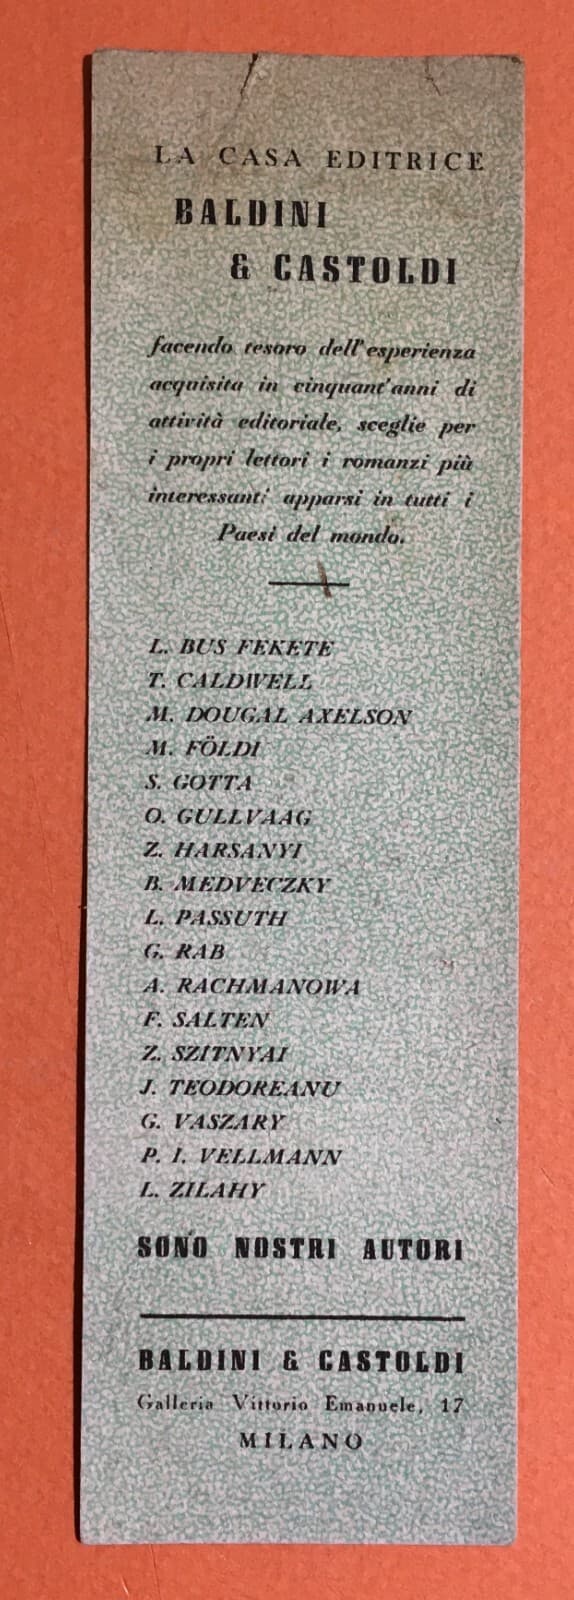 LA CASA EDITRICE
BALDINI
& CASTOLDI
facendo tesoro dell'esperienza
acquisita in cinquant'anni di
attività editoriale, sceglie per
i propri lettori i romanzi più
interessanti apparsi in tutti i
Paesi del mondo.
L. BUS FEKETE
T. CALDWELL
M. DOUGAL AXELSON
M. FÖLDI
S. GOTTA
O. GULLVAAG
Z. HARSANYI
B. MEDVECZKY
L. PASSUTH
G. RAB
A. RACHMANOWA
F. SALTEN
Z. SZITNYAI
J. TEODOREANU
G. VASZARY
P. I. VELLMANN
L. ZILAHY
SONO NOSTRI AUTORI
BALDINI & CASTOLDI
Galleria Vittorio Emanuele, 17
MILANO